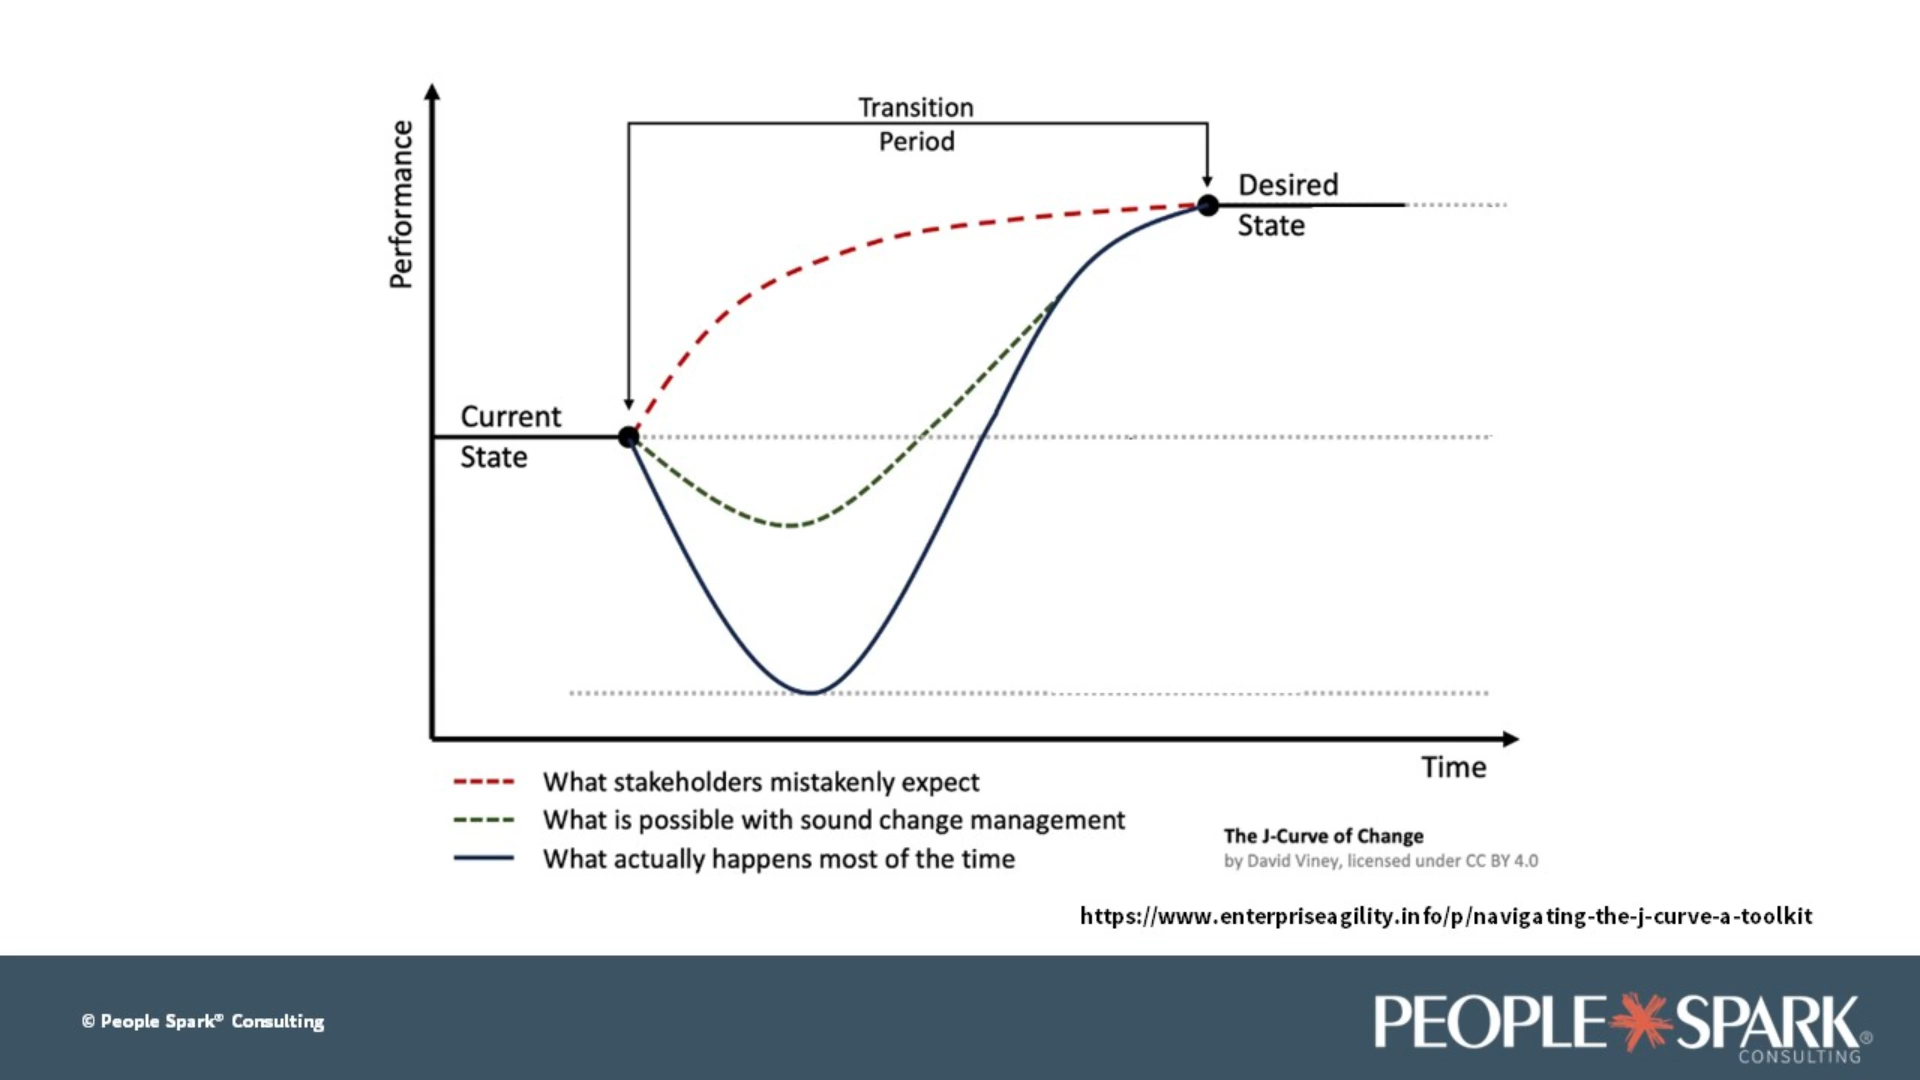 Transition
Period
Performance
Desired
State
Current
State
Time
What stakeholders mistakenly expect
What is possible with sound change management
What actually happens most of the time
The J-Curve of Change
by David Viney, licensed under CC BY 4.0
https://www.enterpriseagility.info/p/navigating-the-j-curve-a-toolkit
© People Spark® Consulting
PEOPLE SPARK®
CONSULTING